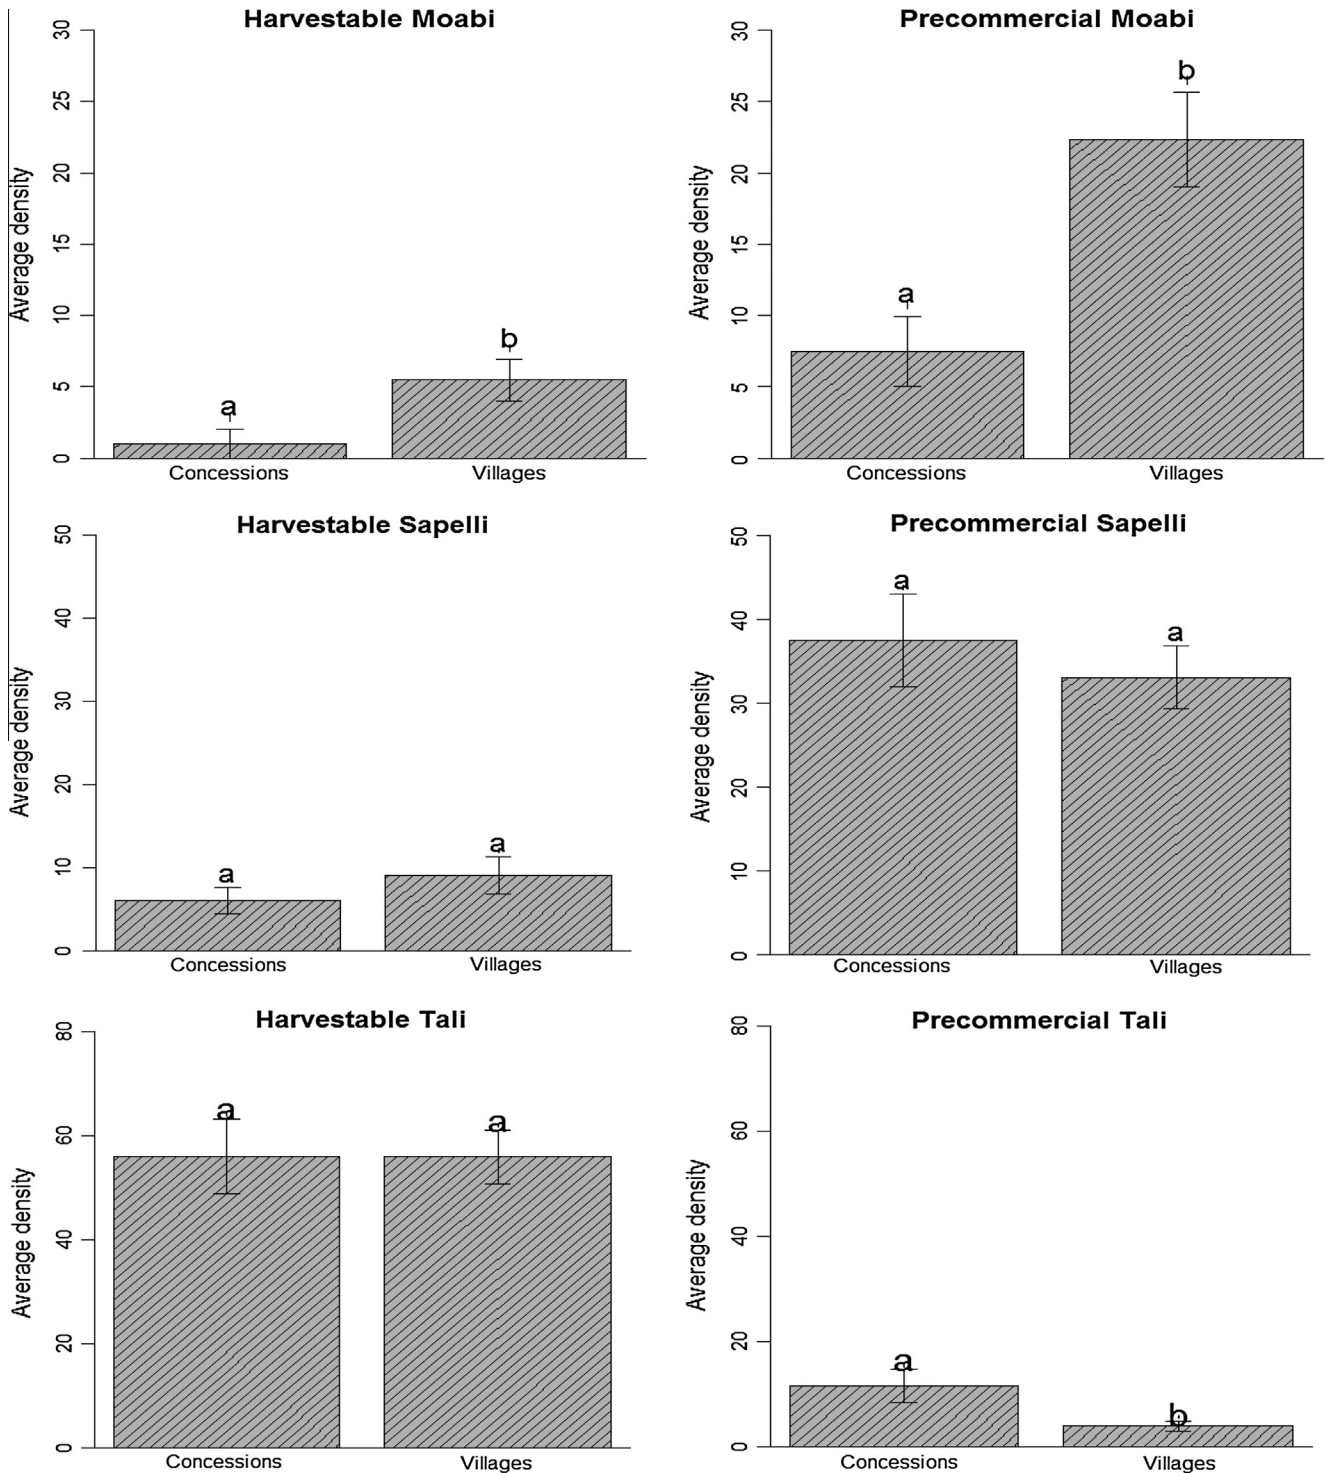 Harvestable Moabi
30
25
20
15
10
5
0
Average density
a
b
Concessions
Villages
Precommercial Moabi
30
25
20
15
10
5
0
Average density
a
b
Concessions
Villages
Harvestable Sapelli
50
40
30
20
10
0
Average density
a
a
Concessions
Villages
Precommercial Sapelli
50
40
30
20
10
0
Average density
a
a
Concessions
Villages
Harvestable Tali
80
60
40
20
0
Average density
a
a
Concessions
Villages
Precommercial Tali
80
60
40
20
0
Average density
a
b
Concessions
Villages